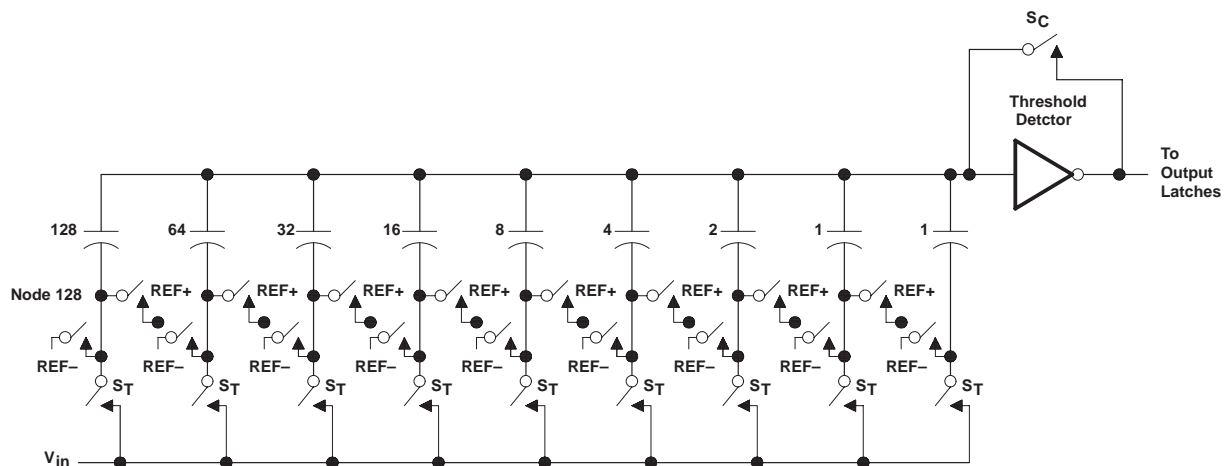 SC
Threshold
Detctor
To
Output
Latches
128
64
32
16
8
4
2
1
1
Node 128
REF+
REF+
REF+
REF+
REF+
REF+
REF+
REF+
REF–
REF–
REF–
REF–
REF–
REF–
REF–
REF–
REF–
ST
ST
ST
ST
ST
ST
ST
ST
ST
Vin